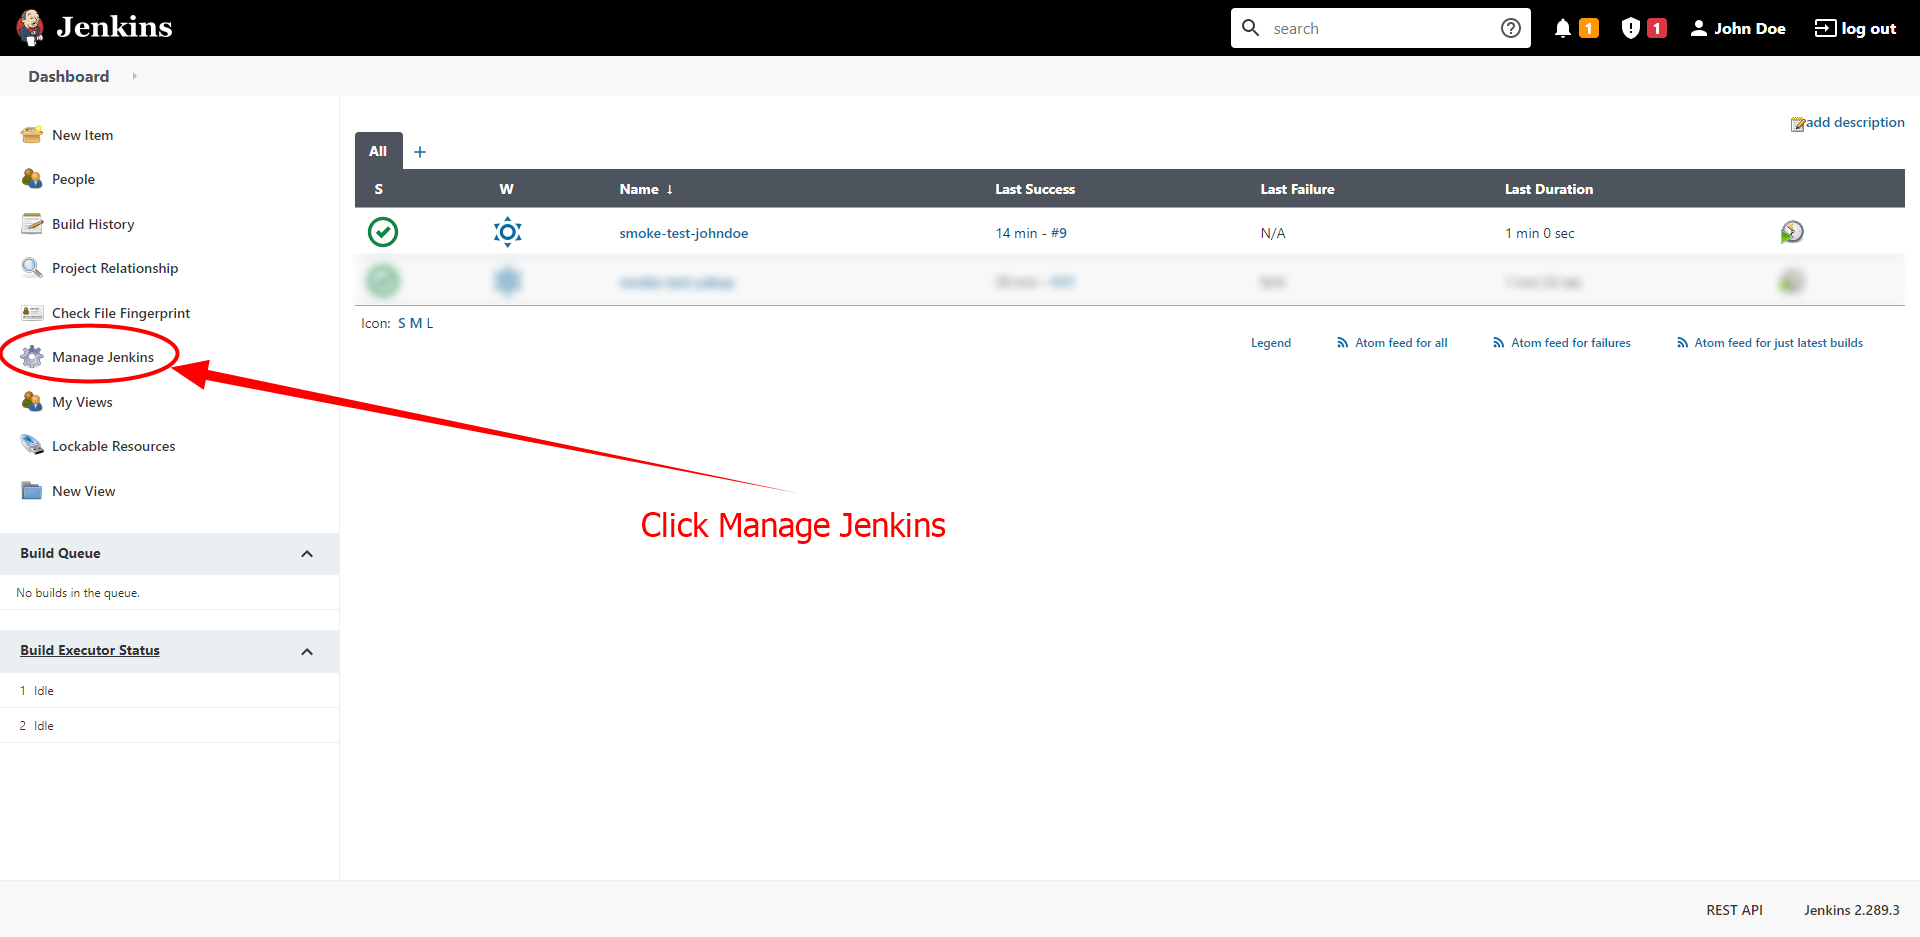 Jenkins
search
1
1
John Doe
log out
Dashboard
New Item
People
Build History
Project Relationship
Check File Fingerprint
Manage Jenkins
My Views
Lockable Resources
New View
Build Queue
No builds in the queue.
Build Executor Status
1 Idle
2 Idle
add description
All +
S W Name ↓ Last Success Last Failure Last Duration
smoke-test-johndoe 14 min - #9 N/A 1 min 0 sec
Icon: S M L
Legend Atom feed for all Atom feed for failures Atom feed for just latest builds
Click Manage Jenkins
REST API Jenkins 2.289.3